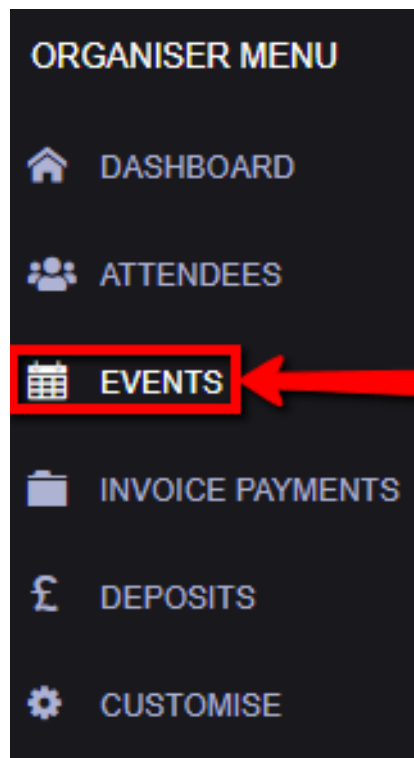 ORGANISER MENU
DASHBOARD
ATTENDEES
EVENTS
INVOICE PAYMENTS
£ DEPOSITS
CUSTOMISE